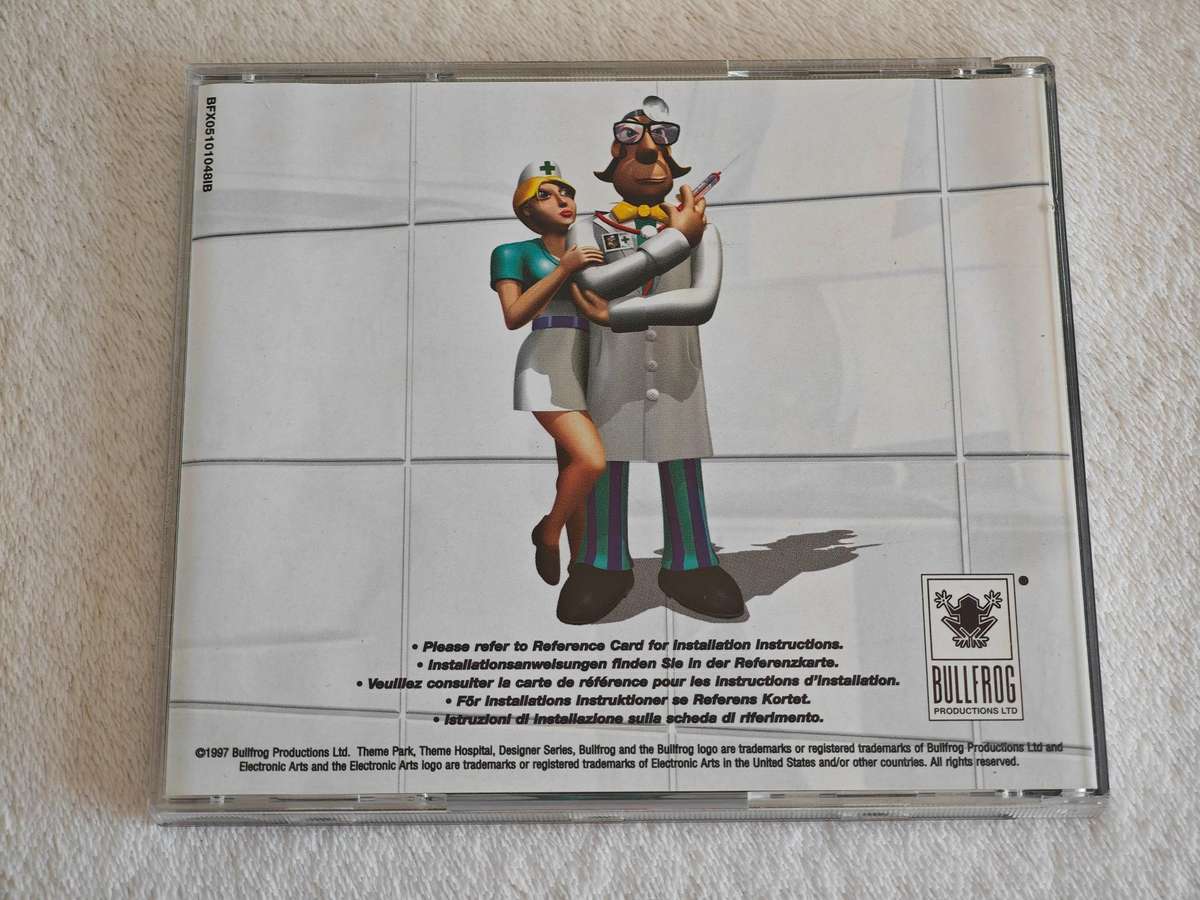 BFX05101048IB
• Please refer to Reference Card for Installation Instructions.
• Installationsanweisungen finden Sie in der Referenzkarte.
• Veuillez consulter la carte de référence pour les instructions d'installation.
• För installations instruktioner se Referens Kortet.
• Istruzioni di installazione sulla scheda di riferimento.
®
BULLFROG
PRODUCTIONS LTD
©1997 Bullfrog Productions Ltd. Theme Park, Theme Hospital, Designer Series, Bullfrog and the Bullfrog logo are trademarks or registered trademarks of Bullfrog Productions Ltd and
Electronic Arts and the Electronic Arts logo are trademarks or registered trademarks of Electronic Arts in the United States and/or other countries. All rights reserved.